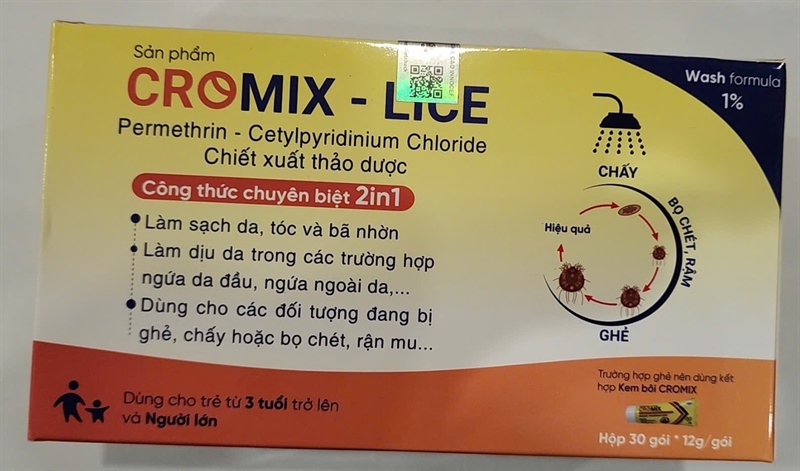 Sản phẩm
CROMIX - LICE
Permethrin - Cetylpyridinium Chloride
Chiết xuất thảo dược
Công thức chuyên biệt 2in1
Làm sạch da, tóc và bã nhờn
Làm dịu da trong các trường hợp
ngứa da đầu, ngứa ngoài da,...
Dùng cho các đối tượng đang bị
ghẻ, chấy hoặc bọ chét, rận mu...
Dùng cho trẻ từ 3 tuổi trở lên
và Người lớn
Wash formula
1%
CHẤY
Hiệu quả
BỌ CHÉT, RẬM
GHẺ
Trường hợp ghẻ nên dùng kết
hợp Kem bôi CROMIX
CROMIX
Hộp 30 gói * 12g/gói